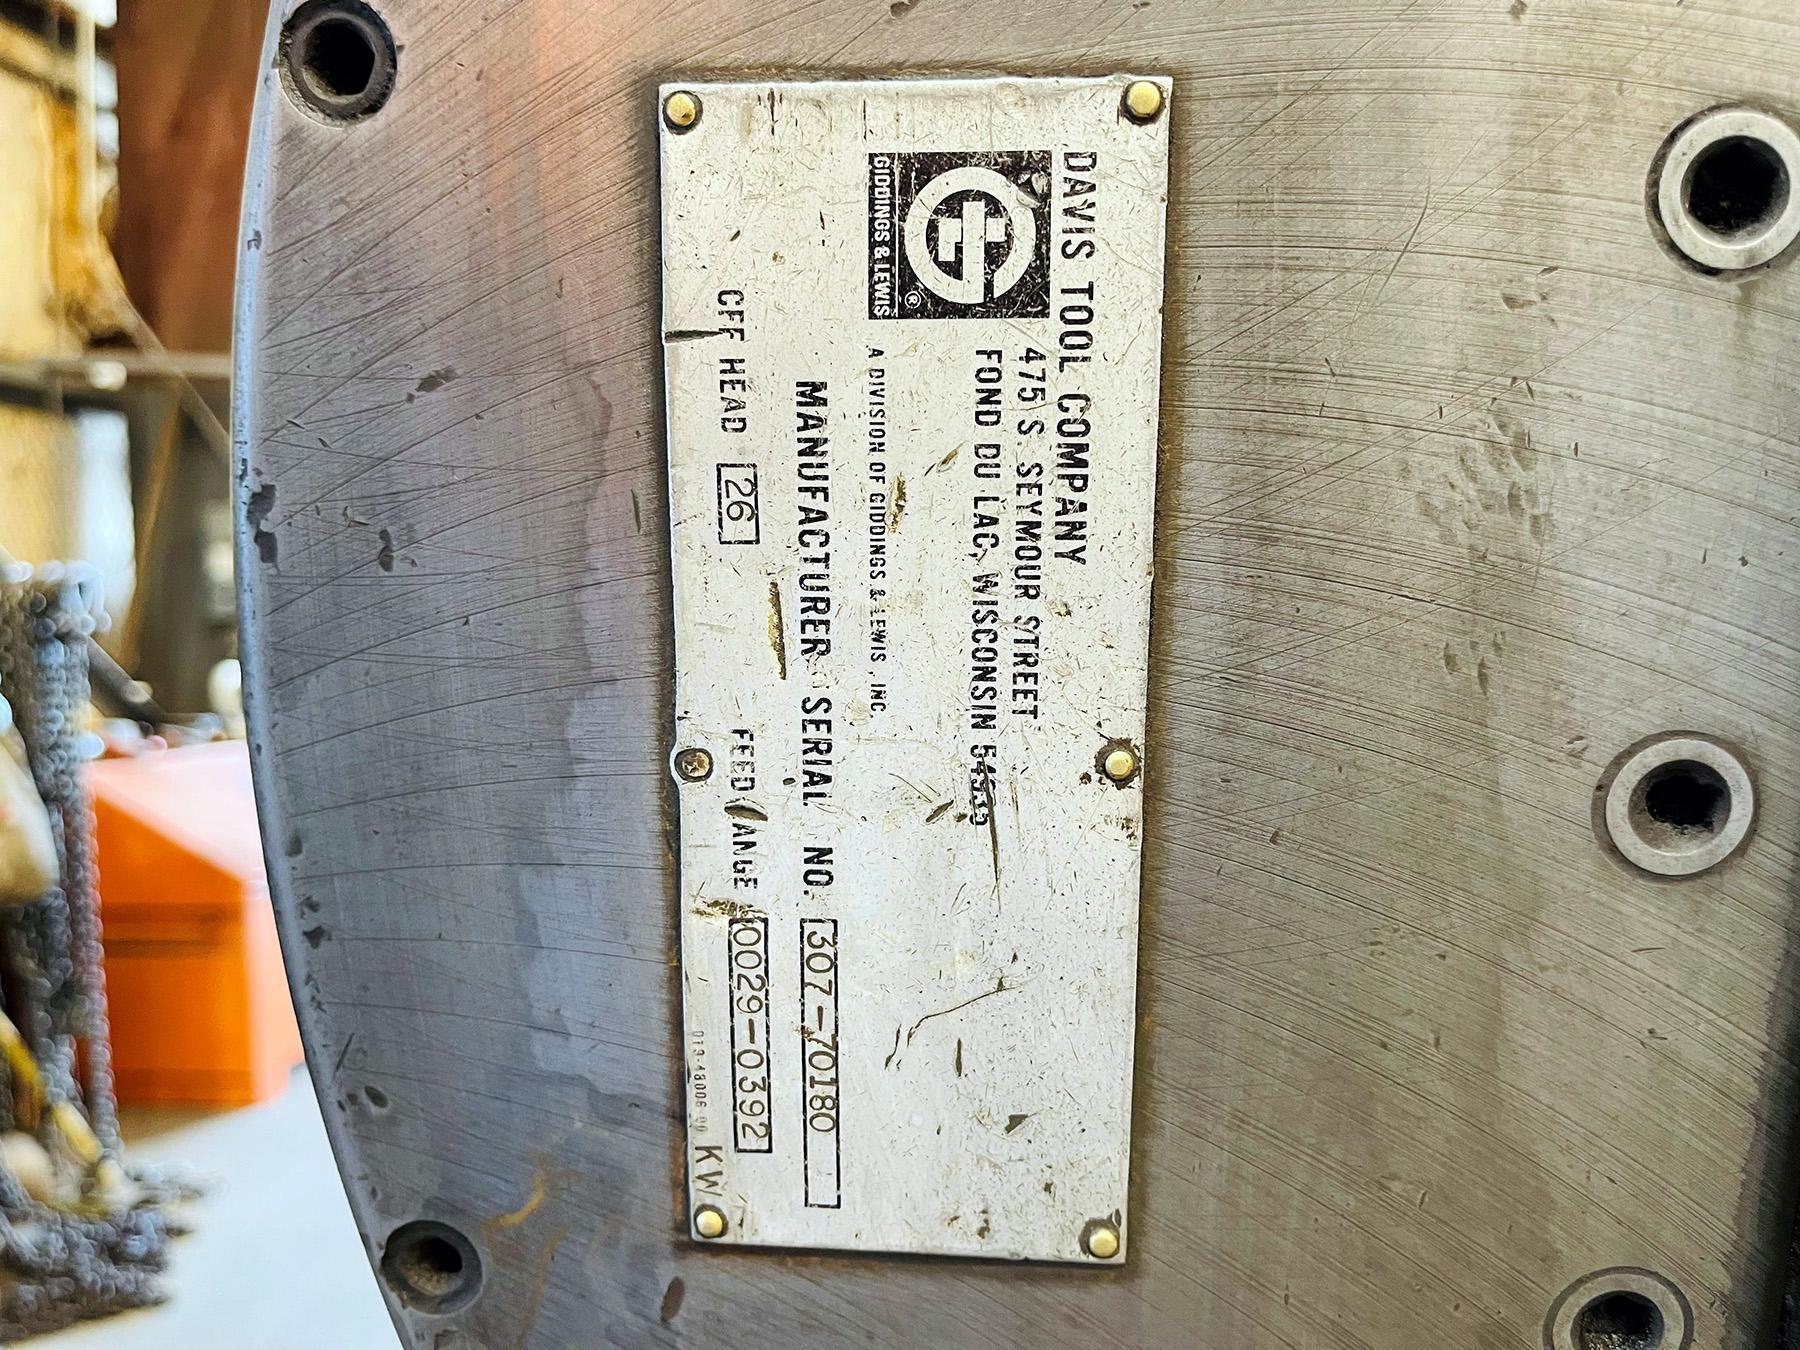 DAVIS TOOL COMPANY
475 S. SEYMOUR STREET
FOND DU LAC, WISCONSIN 54935
GIDDINGS & LEWIS ®
A DIVISION OF GIDDINGS & LEWIS, INC.
MANUFACTURER SERIAL NO. 307-70180
CFF HEAD 26 FEED RANGE .0029-.0392
KW